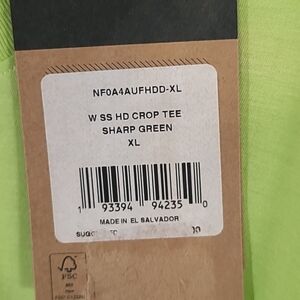 NF0A4AUFHDD-XL
W SS HD CROP TEE
SHARP GREEN
XL
1 93394 94235 0
MADE IN EL SALVADOR
FSC